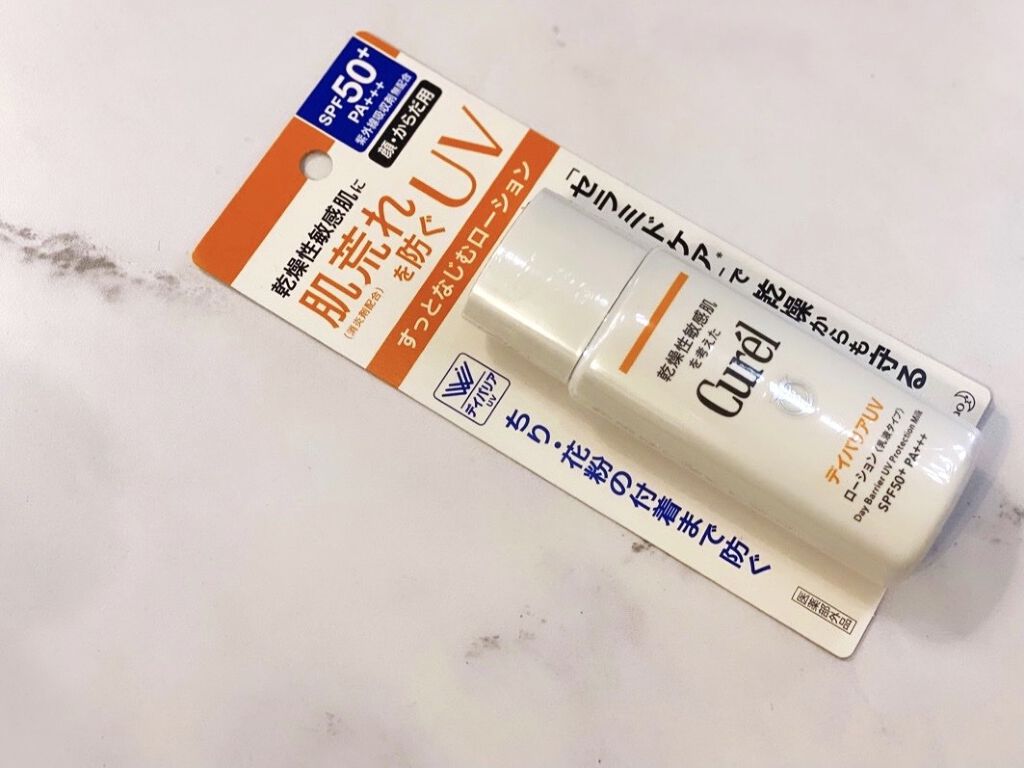 SPF50+
PA+++
紫外線吸収剤無配合
顔・からだ用
乾燥性敏感肌に
肌荒れ
を防ぐ
UV
(消炎剤配合)
すっとなじむローション
「セラミドケア*」で乾燥からも守る
デイバリア
UV
ちり・花粉の付着まで防ぐ
乾燥性敏感肌
を考えた
Curél
デイバリアUV
ローション(乳液タイプ)
Day Barrier UV Protection Milk
SPF50+ PA+++
医薬部外品